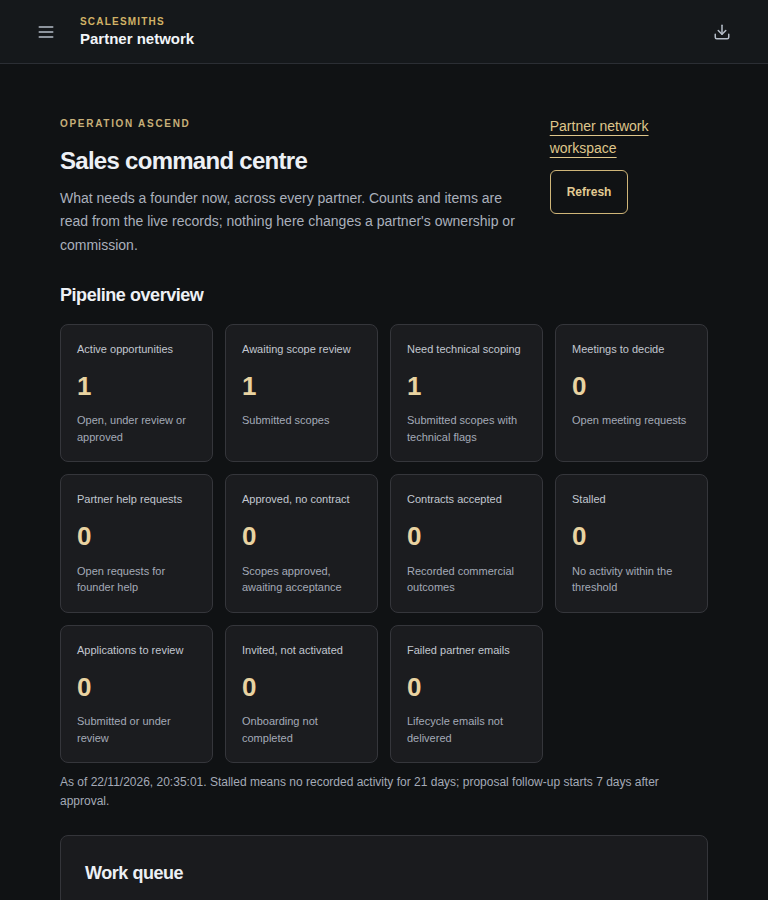 SCALESMITHS
Partner network
OPERATION ASCEND
Sales command centre
What needs a founder now, across every partner. Counts and items are
read from the live records; nothing here changes a partner's ownership or
commission.
Partner network
workspace
Refresh
Pipeline overview
Active opportunities
1
Open, under review or
approved
Awaiting scope review
1
Submitted scopes
Need technical scoping
1
Submitted scopes with
technical flags
Meetings to decide
0
Open meeting requests
Partner help requests
0
Open requests for
founder help
Approved, no contract
0
Scopes approved,
awaiting acceptance
Contracts accepted
0
Recorded commercial
outcomes
Stalled
0
No activity within the
threshold
Applications to review
0
Submitted or under
review
Invited, not activated
0
Onboarding not
completed
Failed partner emails
0
Lifecycle emails not
delivered
As of 22/11/2026, 20:35:01. Stalled means no recorded activity for 21 days; proposal follow-up starts 7 days after
approval.
Work queue